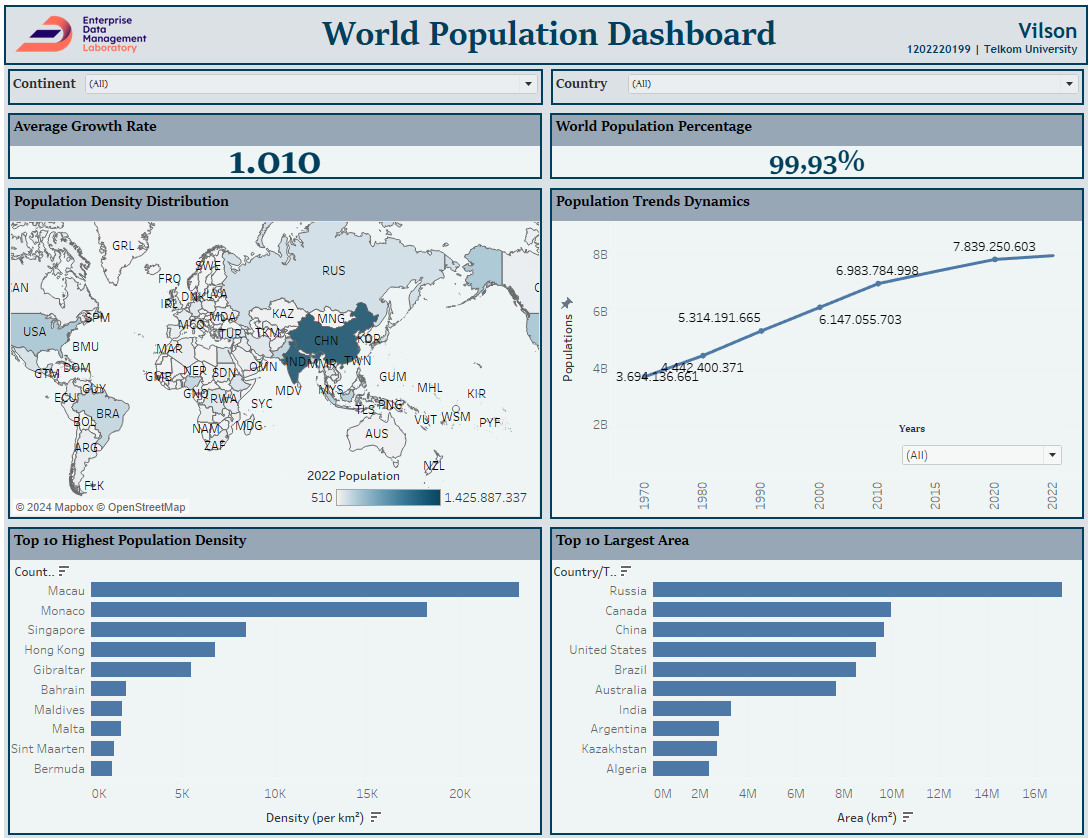 Enterprise
Data
Management
Laboratory
World Population Dashboard
Vilson
1202220199 | Telkom University
Continent (All)
Country (All)
Average Growth Rate
1.010
World Population Percentage
99,93%
Population Density Distribution
GRL
SWE
RUS
FRO
AN
DNK
LVA
IRL
C
SPM
MDA
KAZ
MNG
USA
MCO
TUR
TKM
CHN
KOR
BMU
MAR
IND
MMR
TWN
GTM
DOM
GMB
NER
SDN
OMN
GUM
GUY
GNQ
MDV
MYS
MHL
ECU
RWA
SYC
KIR
BRA
TLS
PNG
BOL
VUT
WSM
PYF
NAM
MDG
AUS
ARG
ZAF
NZL
FLK
2022 Population
510
1.425.887.337
© 2024 Mapbox © OpenStreetMap
Population Trends Dynamics
Populations
8B
6B
4B
2B
3.694.136.661
4.442.400.371
5.314.191.665
6.147.055.703
6.983.784.998
7.839.250.603
Years
(All)
1970
1980
1990
2000
2010
2015
2020
2022
Top 10 Highest Population Density
Count..
Macau
Monaco
Singapore
Hong Kong
Gibraltar
Bahrain
Maldives
Malta
Sint Maarten
Bermuda
0K 5K 10K 15K 20K
Density (per km²)
Top 10 Largest Area
Country/T..
Russia
Canada
China
United States
Brazil
Australia
India
Argentina
Kazakhstan
Algeria
0M 2M 4M 6M 8M 10M 12M 14M 16M
Area (km²)